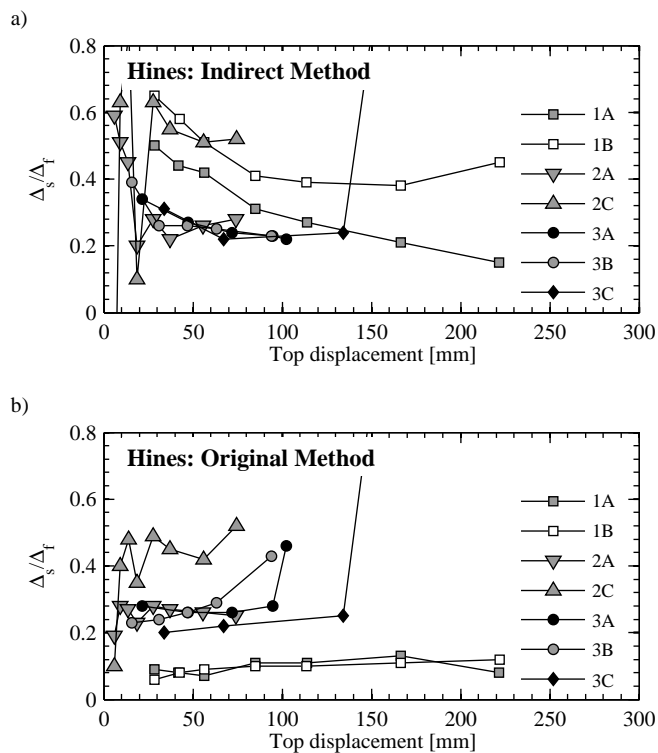 a)
0.8
Hines: Indirect Method
0.6
0.4
0.2
0
Δs/Δf
1A
1B
2A
2C
3A
3B
3C
0 50 100 150 200 250 300
Top displacement [mm]
b)
0.8
Hines: Original Method
0.6
0.4
0.2
0
Δs/Δf
1A
1B
2A
2C
3A
3B
3C
0 50 100 150 200 250 300
Top displacement [mm]